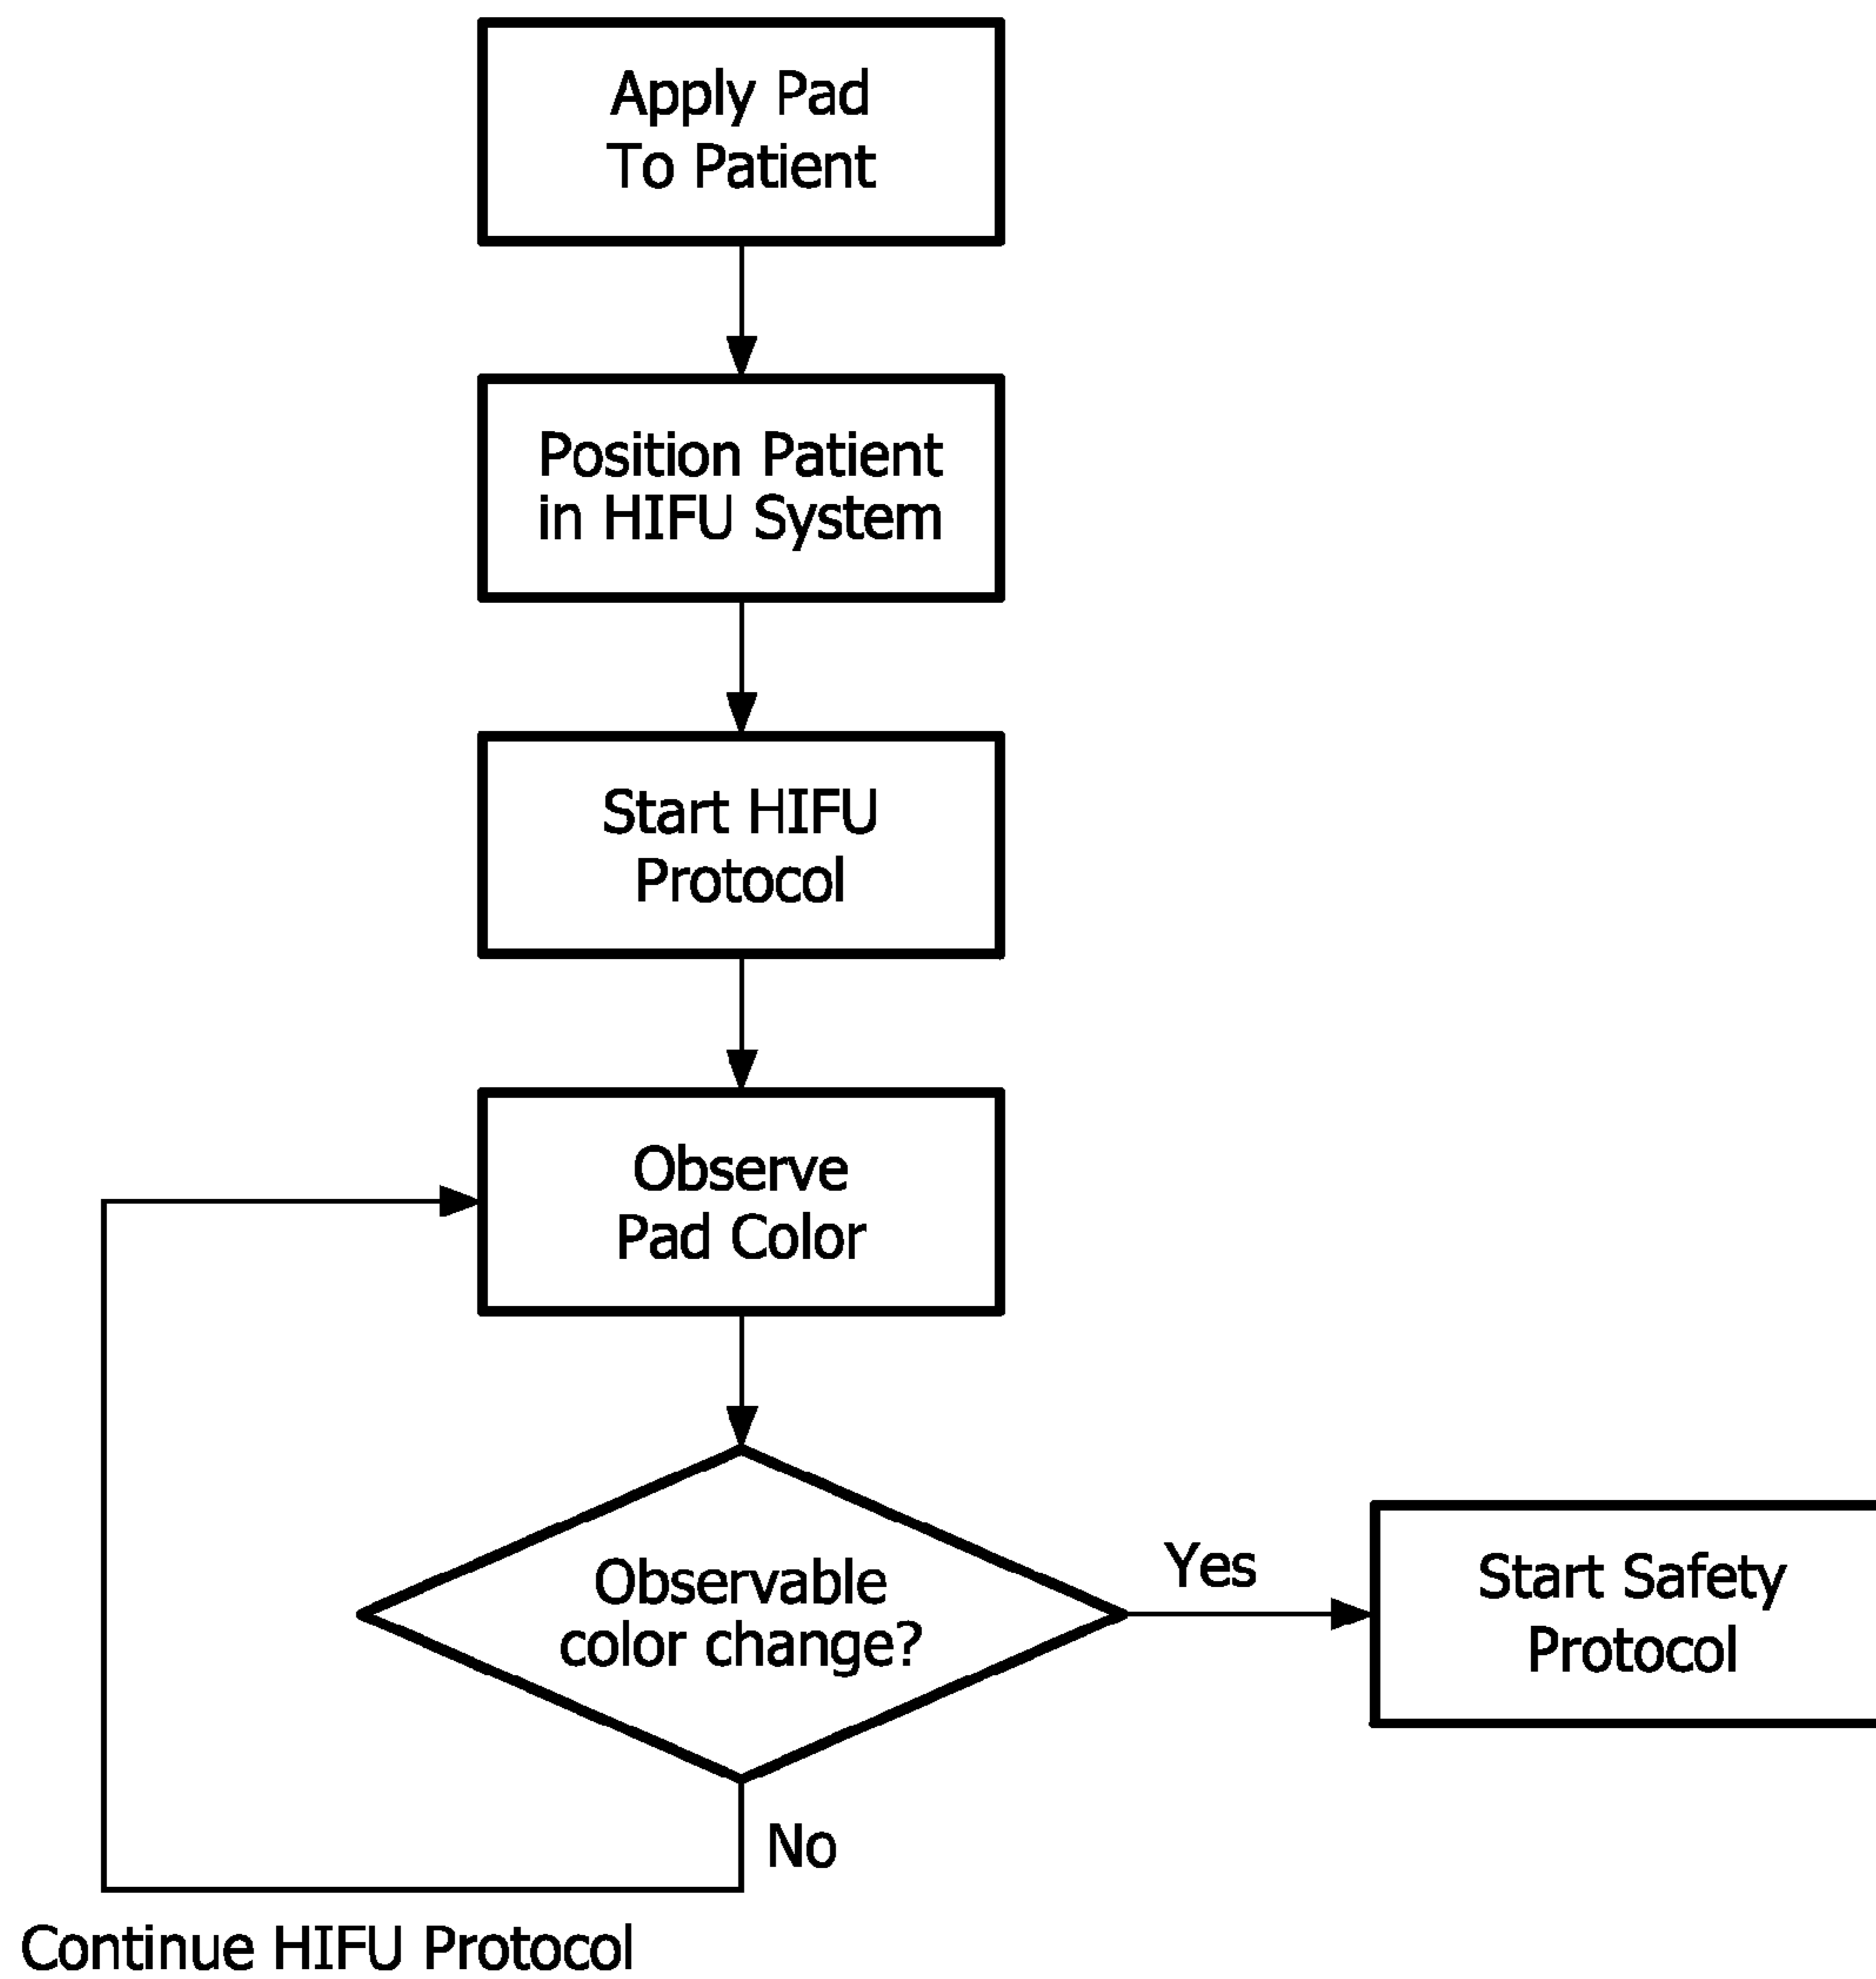 Apply Pad
To Patient
Position Patient
in HIFU System
Start HIFU
Protocol
Observe
Pad Color
Observable
color change?
Yes
Start Safety
Protocol
No
Continue HIFU Protocol